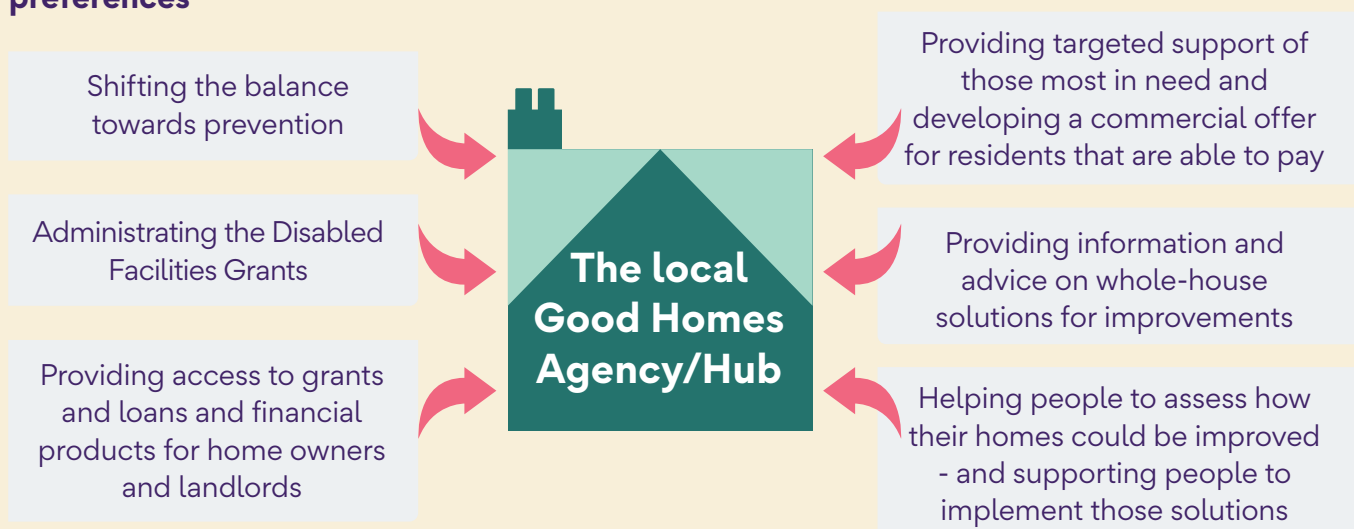 preferences
Shifting the balance
towards prevention
Administrating the Disabled
Facilities Grants
Providing access to grants
and loans and financial
products for home owners
and landlords
The local
Good Homes
Agency/Hub
Providing targeted support of
those most in need and
developing a commercial offer
for residents that are able to pay
Providing information and
advice on whole-house
solutions for improvements
Helping people to assess how
their homes could be improved
- and supporting people to
implement those solutions